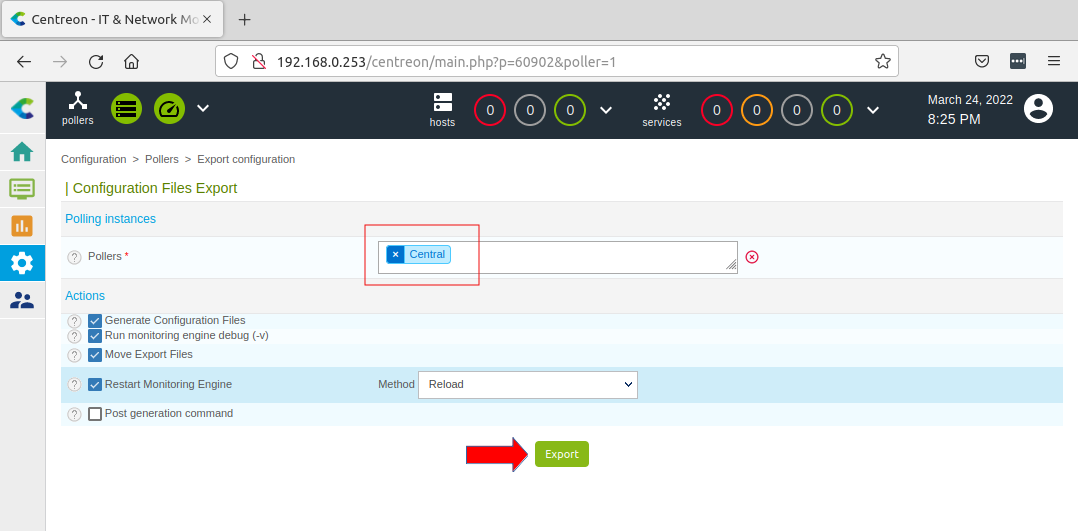 Centreon - IT & Network Mo
192.168.0.253/centreon/main.php?p=60902&poller=1
pollers
hosts
0 0 0
services
0 0 0 0
March 24, 2022
8:25 PM
Configuration > Pollers > Export configuration
| Configuration Files Export
Polling instances
? Pollers *
× Central
Actions
? Generate Configuration Files
? Run monitoring engine debug (-v)
? Move Export Files
? Restart Monitoring Engine Method Reload
? Post generation command
Export